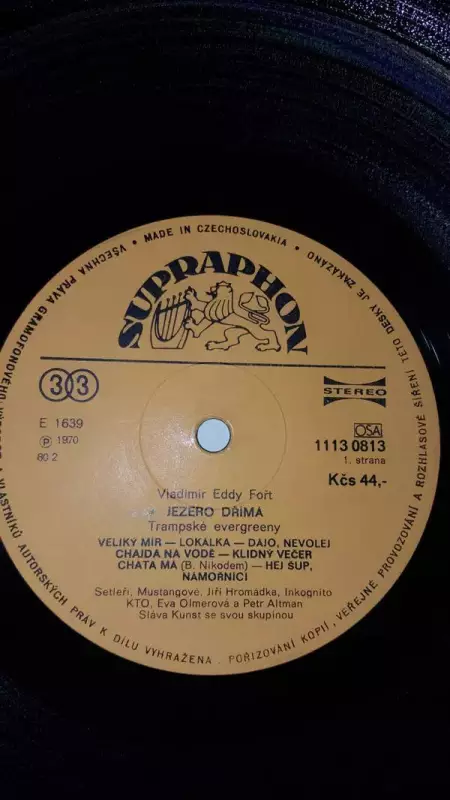 VŠECHNA PRÁVA GRAMOFONOVÉHO
• MADE IN CZECHOSLOVAKIA •
SUPRAPHON
33
STEREO
E 1639
OSA
Ⓟ 1970
1113 0813
80 2
1. strana
Kčs 44,-
Vladimír Eddy Fořt
JEZERO DŘÍMÁ
Trampské evergreeny
VELIKÝ MÍR — LOKÁLKA — DAJO, NEVOLEJ
CHAJDA NA VODĚ — KLIDNÝ VEČER
CHATA MÁ (B. Nikodem) — HEJ ŠUP,
NÁMOŘNÍCI
Setleři, Mustangové, Jiří Hromádka, Inkognito
KTO, Eva Olmerová a Petr Altman
Sláva Kunst se svou skupinou
A VLASTNÍKŮ AUTORSKÝCH PRÁV K DÍLU VYHRAŽENA. POŘIZOVÁNÍ KOPIÍ, VEŘEJNÉ PROVOZOVÁNÍ A ROZHLASOVÉ ŠÍŘENÍ TÉTO DESKY JE ZAKÁZÁNO